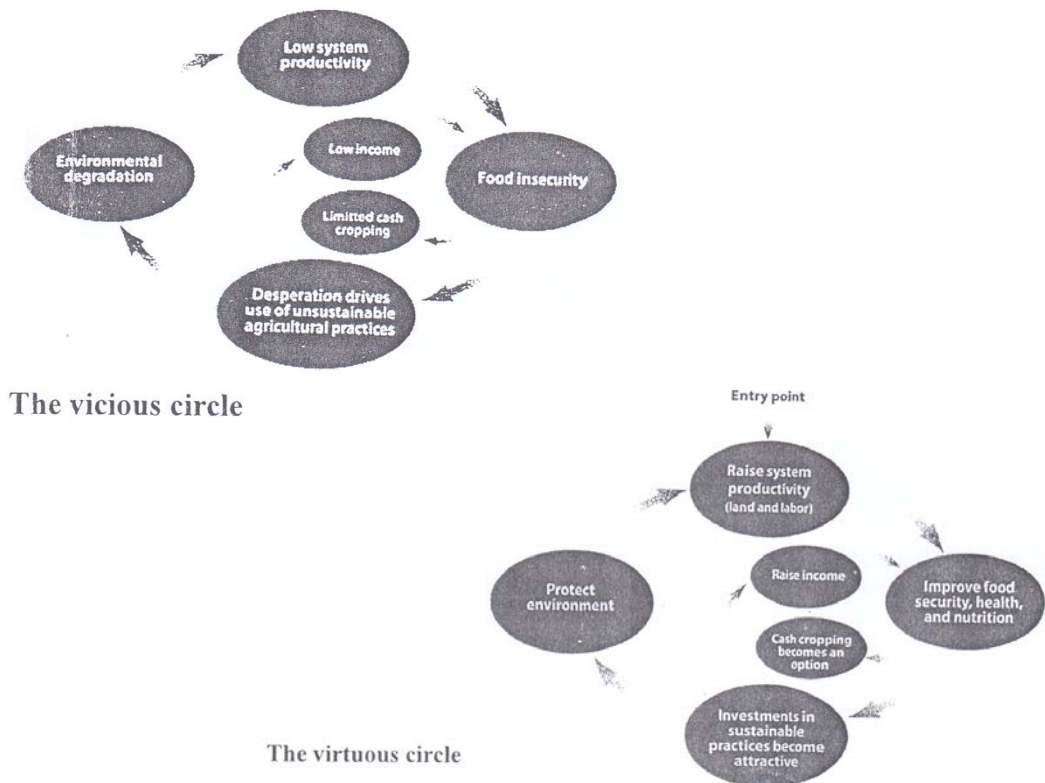 Low system
productivity
Low income
Environmental
degradation
Food insecurity
Limitted cash
cropping
Desperation drives
use of unsustainable
agricultural practices
The vicious circle
Entry point
Raise system
productivity
(land and labor)
Raise income
Protect
environment
Improve food
security, health,
and nutrition
Cash cropping
becomes an
option
Investments in
sustainable
practices become
attractive
The virtuous circle